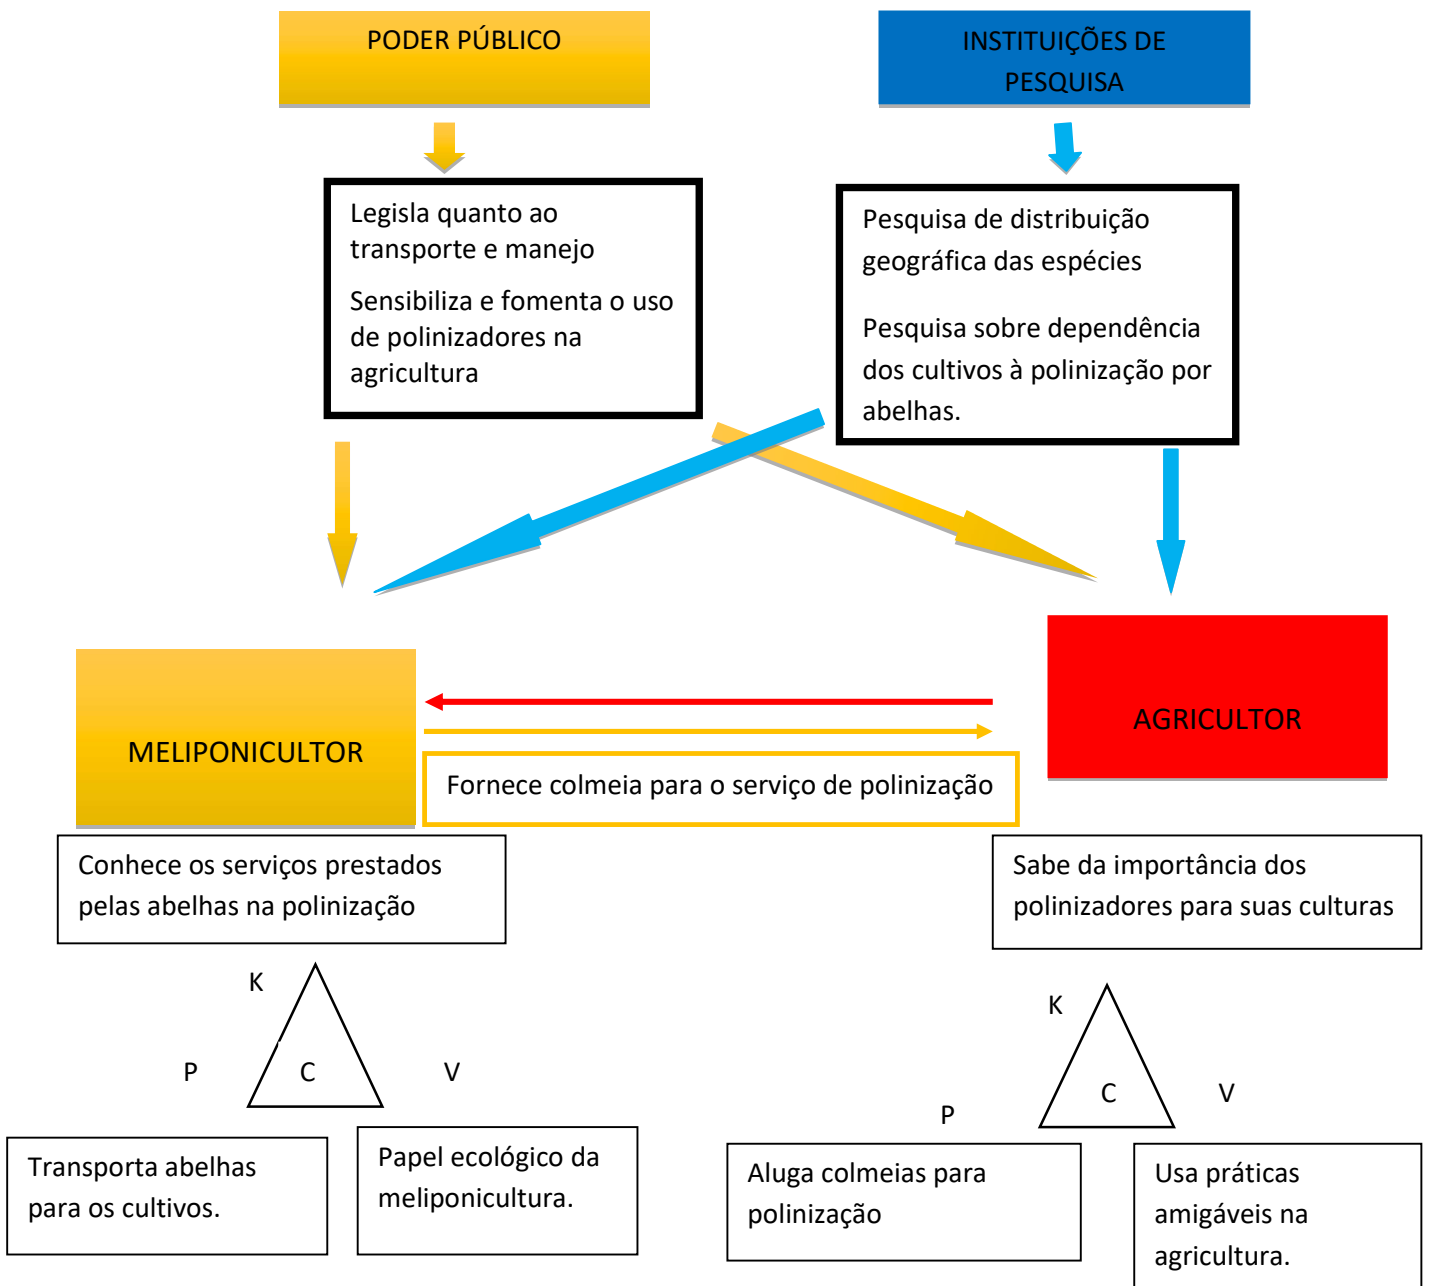 PODER PÚBLICO
INSTITUIÇÕES DE
PESQUISA
Legisla quanto ao
transporte e manejo
Sensibiliza e fomenta o uso
de polinizadores na
agricultura
Pesquisa de distribuição
geográfica das espécies
Pesquisa sobre dependência
dos cultivos à polinização por
abelhas.
MELIPONICULTOR
AGRICULTOR
Fornece colmeia para o serviço de polinização
Conhece os serviços prestados
pelas abelhas na polinização
Sabe da importância dos
polinizadores para suas culturas
K
P
C
V
K
P
C
V
Transporta abelhas
para os cultivos.
Papel ecológico da
meliponicultura.
Aluga colmeias para
polinização
Usa práticas
amigáveis na
agricultura.